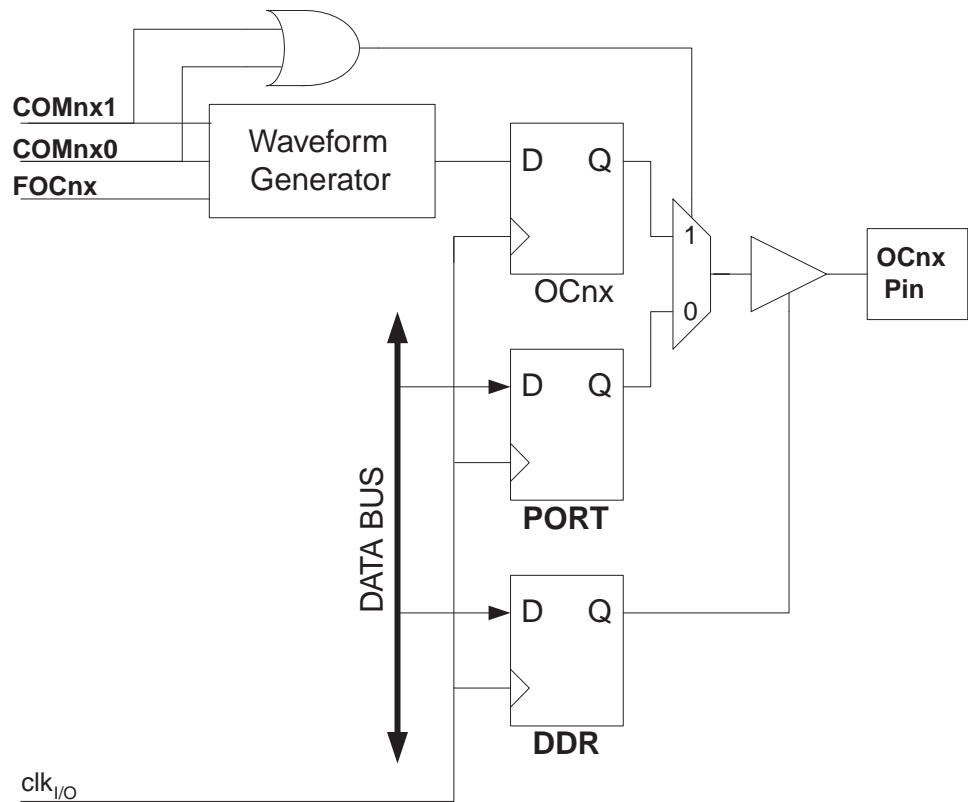 COMnx1
COMnx0
FOCnx
Waveform
Generator
D Q
OCnx
1
0
OCnx
Pin
D Q
PORT
DATA BUS
D Q
DDR
clkI/O